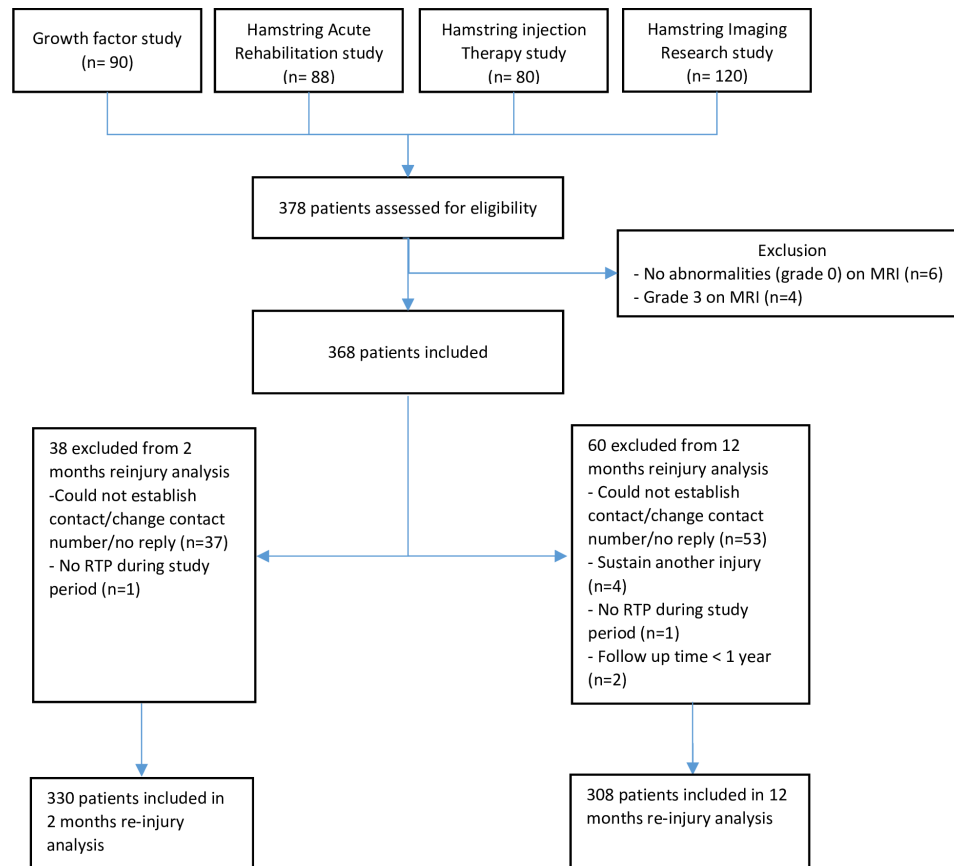 Growth factor study
(n= 90)
Hamstring Acute
Rehabilitation study
(n= 88)
Hamstring injection
Therapy study
(n= 80)
Hamstring Imaging
Research study
(n= 120)
378 patients assessed for eligibility
Exclusion
- No abnormalities (grade 0) on MRI (n=6)
- Grade 3 on MRI (n=4)
368 patients included
38 excluded from 2
months reinjury analysis
-Could not establish
contact/change contact
number/no reply (n=37)
- No RTP during study
period (n=1)
60 excluded from 12
months reinjury analysis
- Could not establish
contact/change contact
number/no reply (n=53)
- Sustain another injury
(n=4)
- No RTP during study
period (n=1)
- Follow up time < 1 year
(n=2)
330 patients included in
2 months re-injury
analysis
308 patients included in 12
months re-injury analysis